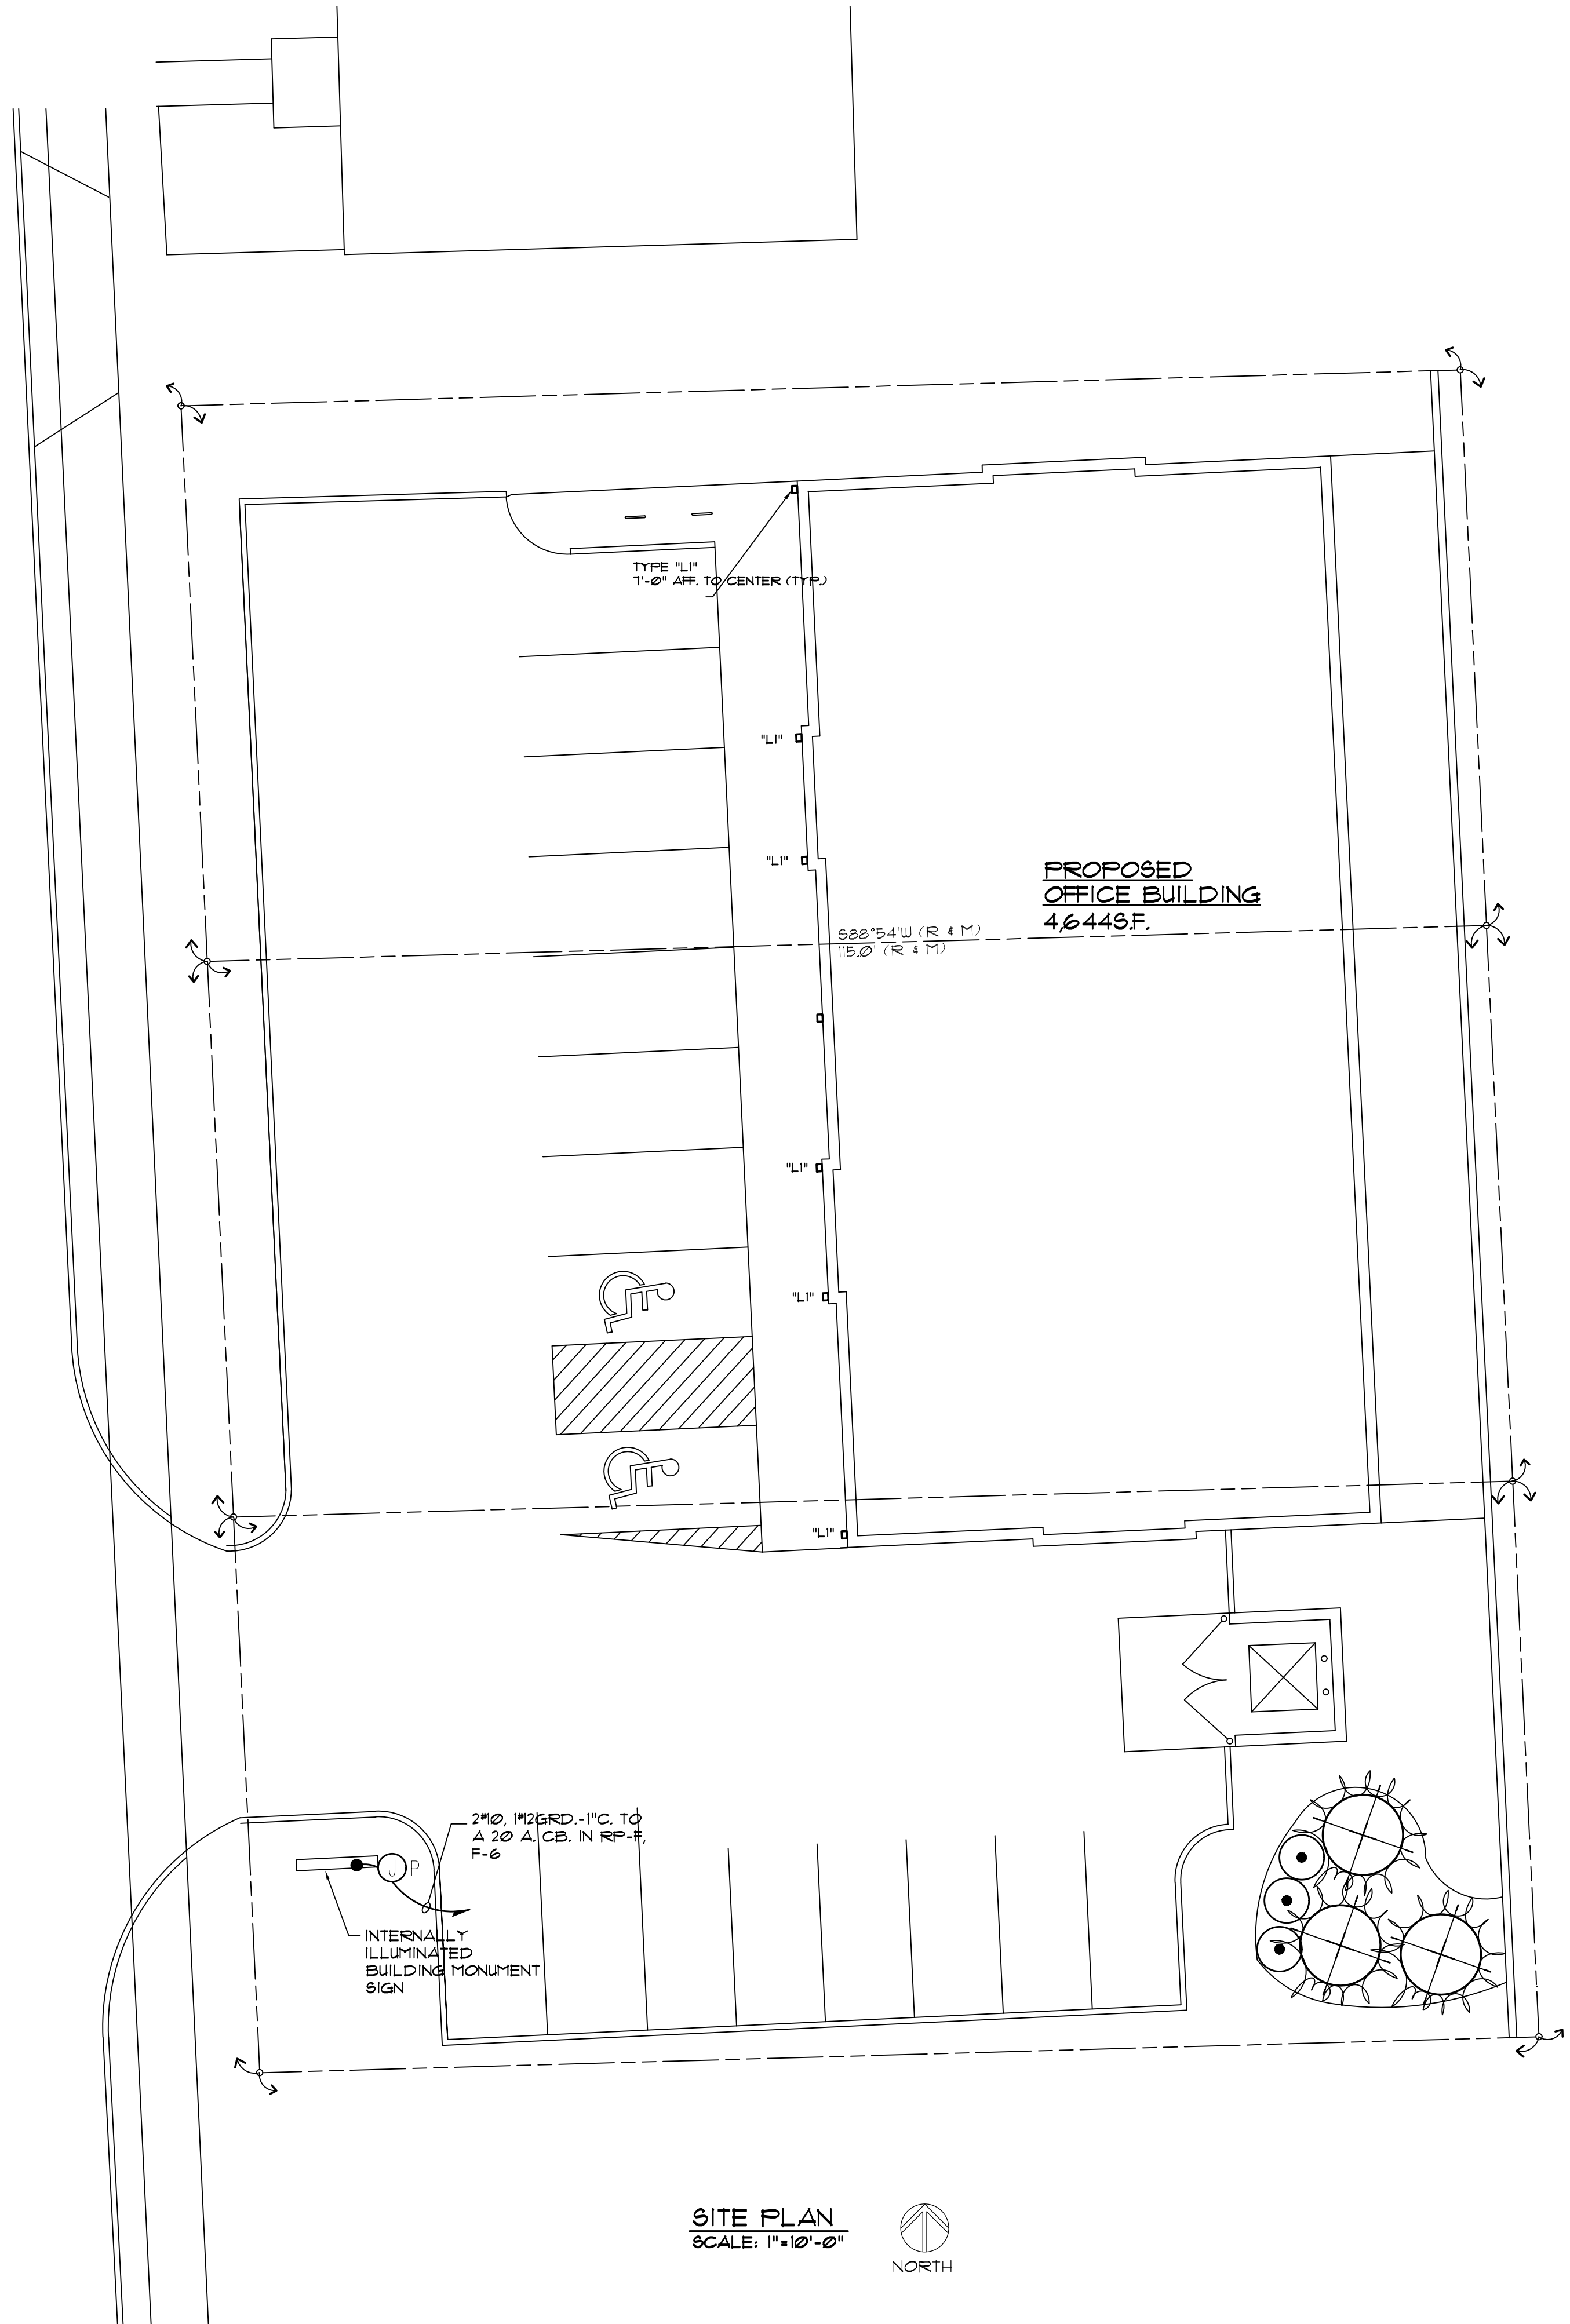 TYPE "L1"
7'-0" AFF. TO CENTER (TYP.)
"L1"
"L1"
PROPOSED
OFFICE BUILDING
4,644S.F.
S88°54'W (R & M)
115.0' (R & M)
"L1"
"L1"
"L1"
2#10, 1#12GRD.-1"C. TO
A 20 A. CB. IN RP-F,
F-6
J P
INTERNALLY
ILLUMINATED
BUILDING MONUMENT
SIGN
SITE PLAN
SCALE: 1"=10'-0"
NORTH